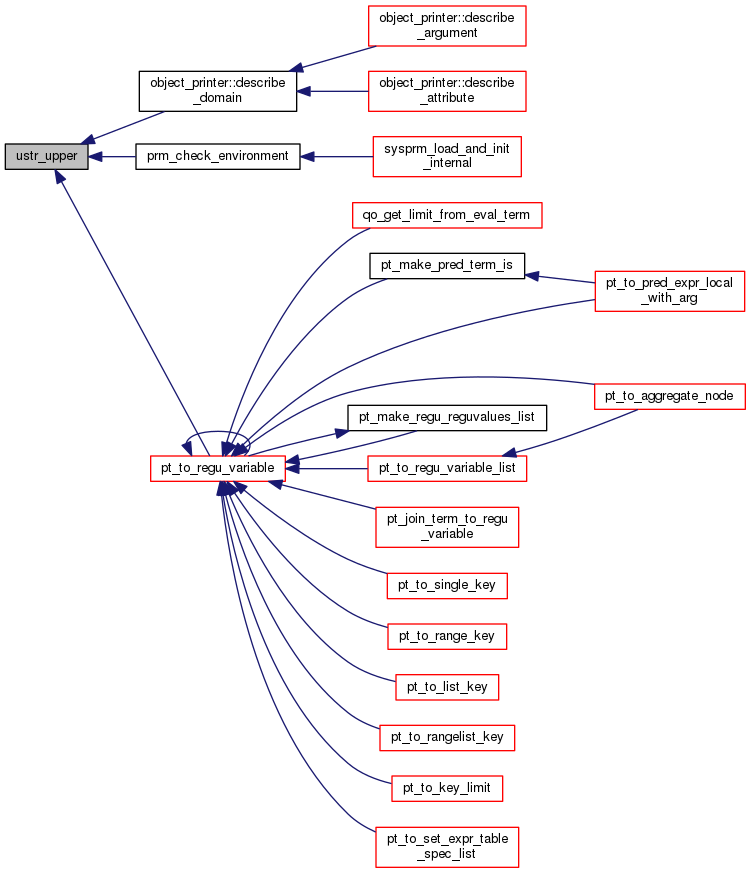 object_printer::describe
_argument
object_printer::describe
_domain
object_printer::describe
_attribute
ustr_upper
prm_check_environment
sysprm_load_and_init
_internal
qo_get_limit_from_eval_term
pt_make_pred_term_is
pt_to_pred_expr_local
_with_arg
pt_to_aggregate_node
pt_make_regu_reguvalues_list
pt_to_regu_variable
pt_to_regu_variable_list
pt_join_term_to_regu
_variable
pt_to_single_key
pt_to_range_key
pt_to_list_key
pt_to_rangelist_key
pt_to_key_limit
pt_to_set_expr_table
_spec_list